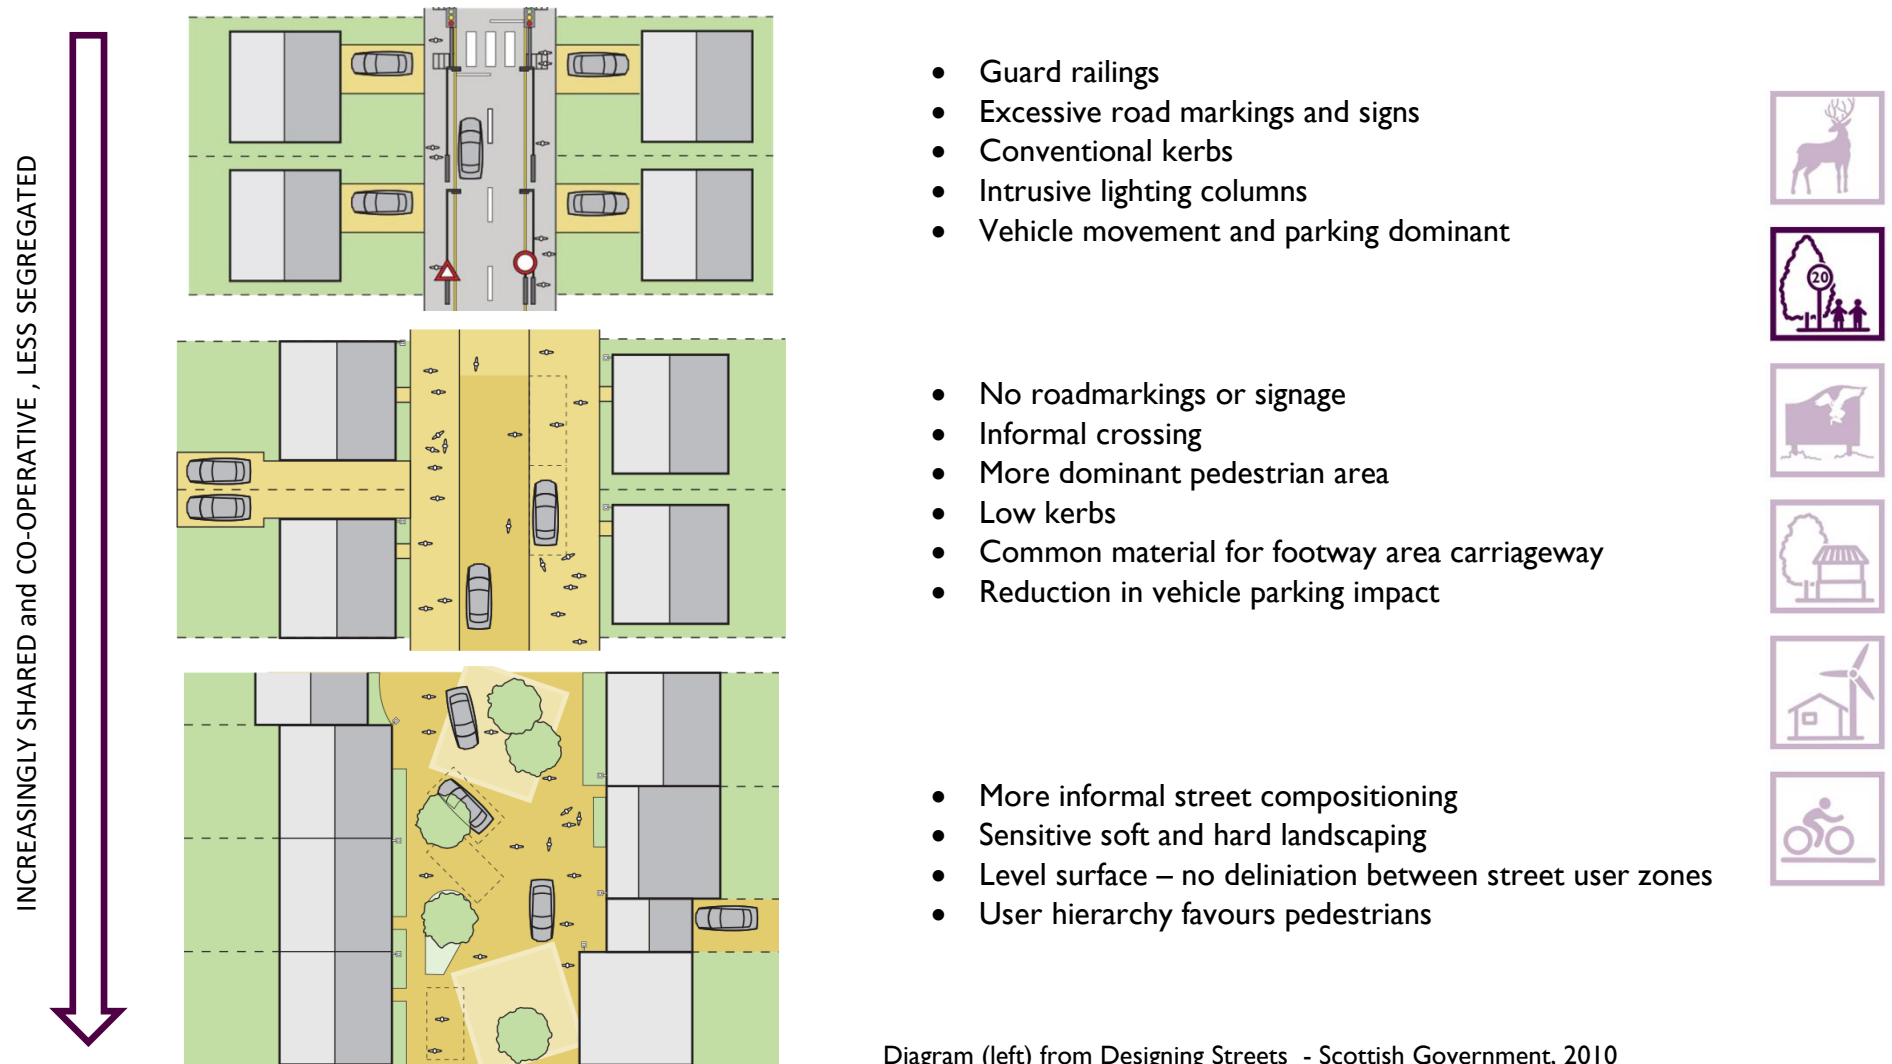 INCREASINGLY SHARED and CO-OPERATIVE , LESS SEGREGATED
• Guard railings
• Excessive road markings and signs
• Conventional kerbs
• Intrusive lighting columns
• Vehicle movement and parking dominant
• No roadmarkings or signage
• Informal crossing
• More dominant pedestrian area
• Low kerbs
• Common material for footway area carriageway
• Reduction in vehicle parking impact
• More informal street compositioning
• Sensitive soft and hard landscaping
• Level surface – no deliniation between street user zones
• User hierarchy favours pedestrians
20
Diagram (left) from Designing Streets - Scottish Government, 2010